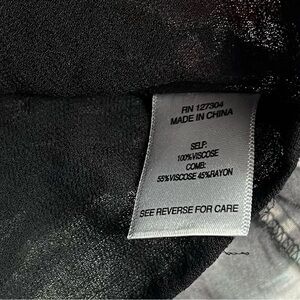 RN 127304
MADE IN CHINA
SELF:
100%VISCOSE
COMB:
55%VISCOSE 45%RAYON
SEE REVERSE FOR CARE